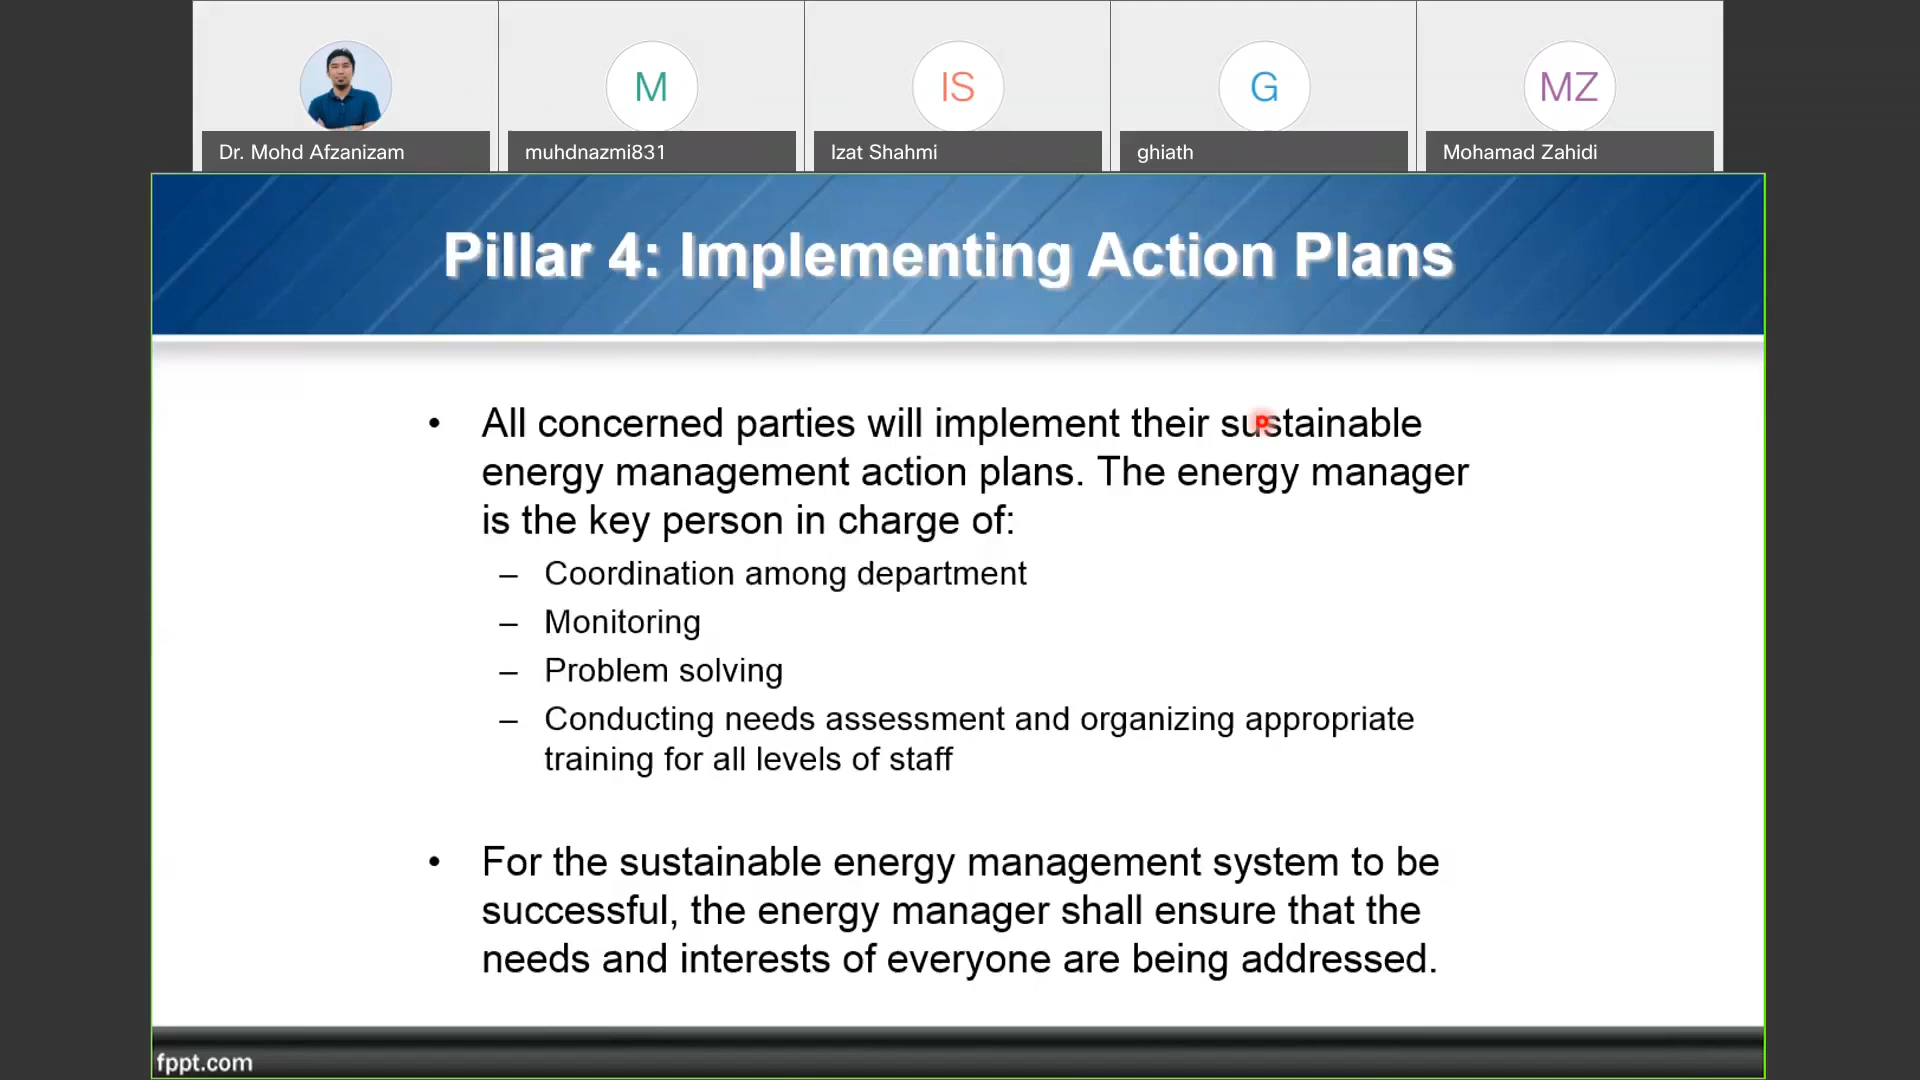 M
IS
G
MZ
Dr. Mohd Afzanizam
muhdnazmi831
Izat Shahmi
ghiath
Mohamad Zahidi
Pillar 4: Implementing Action Plans
• All concerned parties will implement their sustainable
energy management action plans. The energy manager
is the key person in charge of:
– Coordination among department
– Monitoring
– Problem solving
– Conducting needs assessment and organizing appropriate
training for all levels of staff
• For the sustainable energy management system to be
successful, the energy manager shall ensure that the
needs and interests of everyone are being addressed.
fppt.com